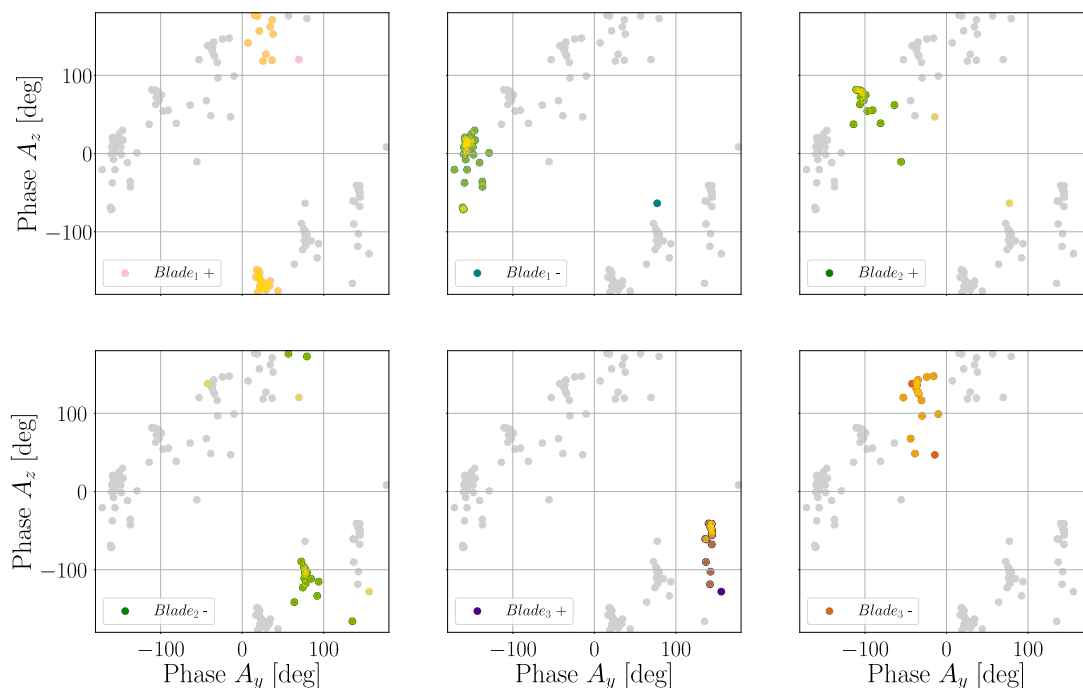 Phase A_z [deg]
100
0
−100
Blade_1 +
Blade_1 -
Blade_2 +
Phase A_z [deg]
100
0
−100
Blade_2 -
Blade_3 +
Blade_3 -
−100 0 100 −100 0 100 −100 0 100
Phase A_y [deg] Phase A_y [deg] Phase A_y [deg]